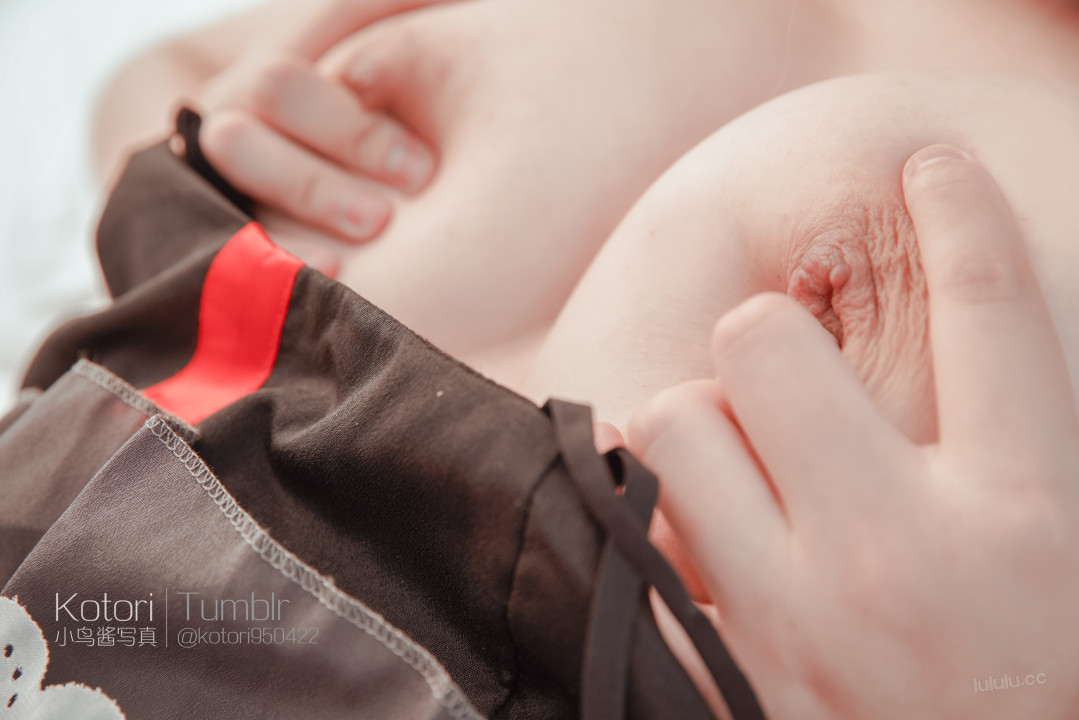 Kotori | Tumblr
小鸟酱写真 | @kotori950422
lululu.cc